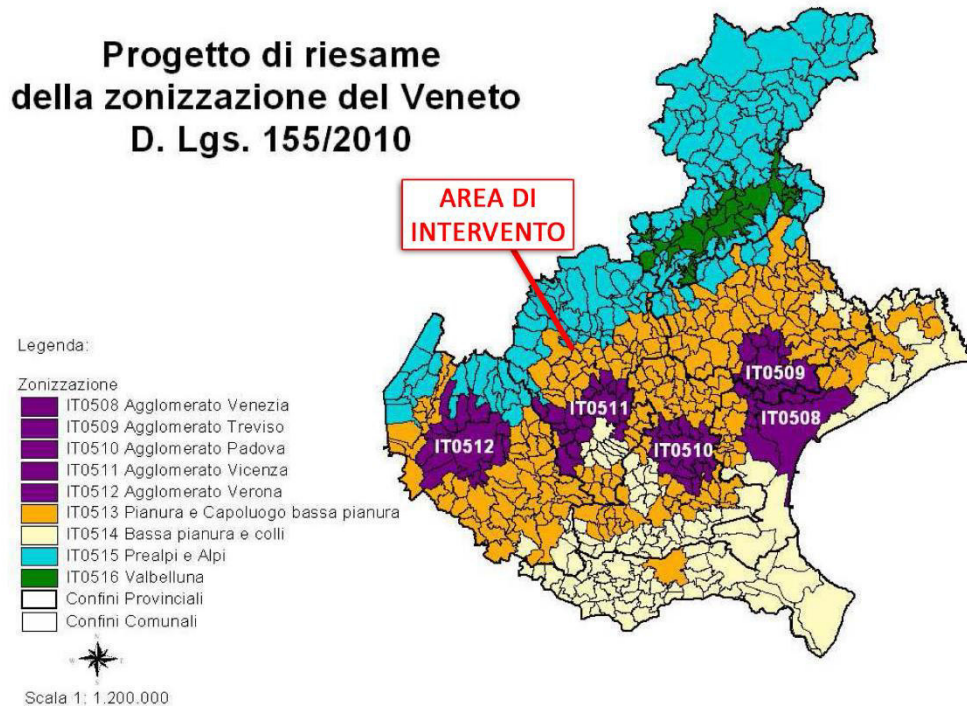 Progetto di riesame
della zonizzazione del Veneto
D. Lgs. 155/2010
AREA DI
INTERVENTO
IT0509
IT0511
IT0508
IT0512
IT0510
Legenda:
Zonizzazione
IT0508 Agglomerato Venezia
IT0509 Agglomerato Treviso
IT0510 Agglomerato Padova
IT0511 Agglomerato Vicenza
IT0512 Agglomerato Verona
IT0513 Pianura e Capoluogo bassa pianura
IT0514 Bassa pianura e colli
IT0515 Prealpi e Alpi
IT0516 Valbelluna
Confini Provinciali
Confini Comunali
Scala 1: 1.200.000